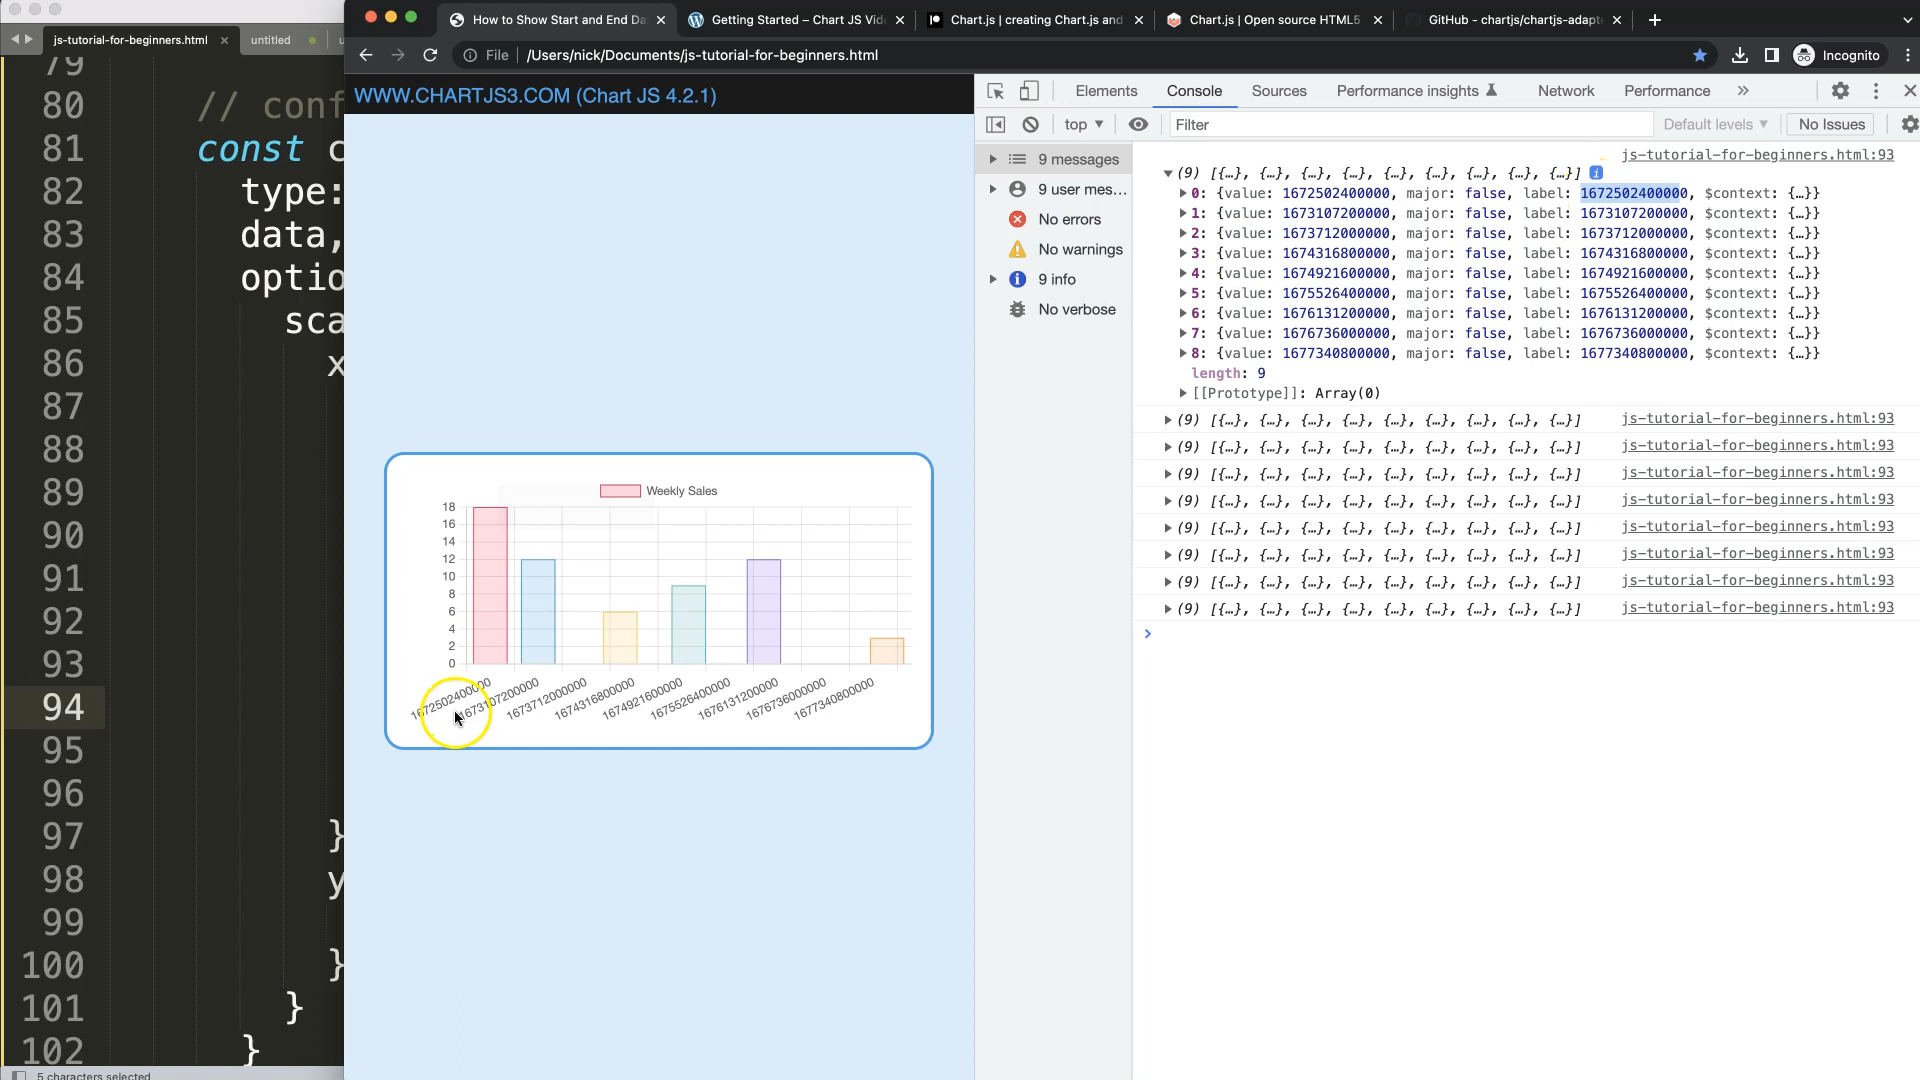 How to Show Start and End Da
Getting Started – Chart JS Vid
Chart.js | creating Chart.js and
Chart.js | Open source HTML5
GitHub - chartjs/chartjs-adapt
js-tutorial-for-beginners.html
untitled
File
/Users/nick/Documents/js-tutorial-for-beginners.html
Incognito
79
80 // conf
81 const c
82 type:
83 data,
84 optio
85 sca
86 x
87
88
89
90
91
92
93
94
95
96
97 }
98 y
99
100 }
101 }
102 }
5 characters selected
WWW.CHARTJS3.COM (Chart JS 4.2.1)
Weekly Sales
18
16
14
12
10
8
6
4
2
0
1672502400000
1673107200000
1673712000000
1674316800000
1674921600000
1675526400000
1676131200000
1676736000000
1677340800000
Elements Console Sources Performance insights Network Performance
top Filter Default levels No Issues
9 messages
9 user mes...
No errors
No warnings
9 info
No verbose
js-tutorial-for-beginners.html:93
(9) [{…}, {…}, {…}, {…}, {…}, {…}, {…}, {…}, {…}]
0: {value: 1672502400000, major: false, label: 1672502400000, $context: {…}}
1: {value: 1673107200000, major: false, label: 1673107200000, $context: {…}}
2: {value: 1673712000000, major: false, label: 1673712000000, $context: {…}}
3: {value: 1674316800000, major: false, label: 1674316800000, $context: {…}}
4: {value: 1674921600000, major: false, label: 1674921600000, $context: {…}}
5: {value: 1675526400000, major: false, label: 1675526400000, $context: {…}}
6: {value: 1676131200000, major: false, label: 1676131200000, $context: {…}}
7: {value: 1676736000000, major: false, label: 1676736000000, $context: {…}}
8: {value: 1677340800000, major: false, label: 1677340800000, $context: {…}}
length: 9
[[Prototype]]: Array(0)
(9) [{…}, {…}, {…}, {…}, {…}, {…}, {…}, {…}, {…}] js-tutorial-for-beginners.html:93
(9) [{…}, {…}, {…}, {…}, {…}, {…}, {…}, {…}, {…}] js-tutorial-for-beginners.html:93
(9) [{…}, {…}, {…}, {…}, {…}, {…}, {…}, {…}, {…}] js-tutorial-for-beginners.html:93
(9) [{…}, {…}, {…}, {…}, {…}, {…}, {…}, {…}, {…}] js-tutorial-for-beginners.html:93
(9) [{…}, {…}, {…}, {…}, {…}, {…}, {…}, {…}, {…}] js-tutorial-for-beginners.html:93
(9) [{…}, {…}, {…}, {…}, {…}, {…}, {…}, {…}, {…}] js-tutorial-for-beginners.html:93
(9) [{…}, {…}, {…}, {…}, {…}, {…}, {…}, {…}, {…}] js-tutorial-for-beginners.html:93
(9) [{…}, {…}, {…}, {…}, {…}, {…}, {…}, {…}, {…}] js-tutorial-for-beginners.html:93